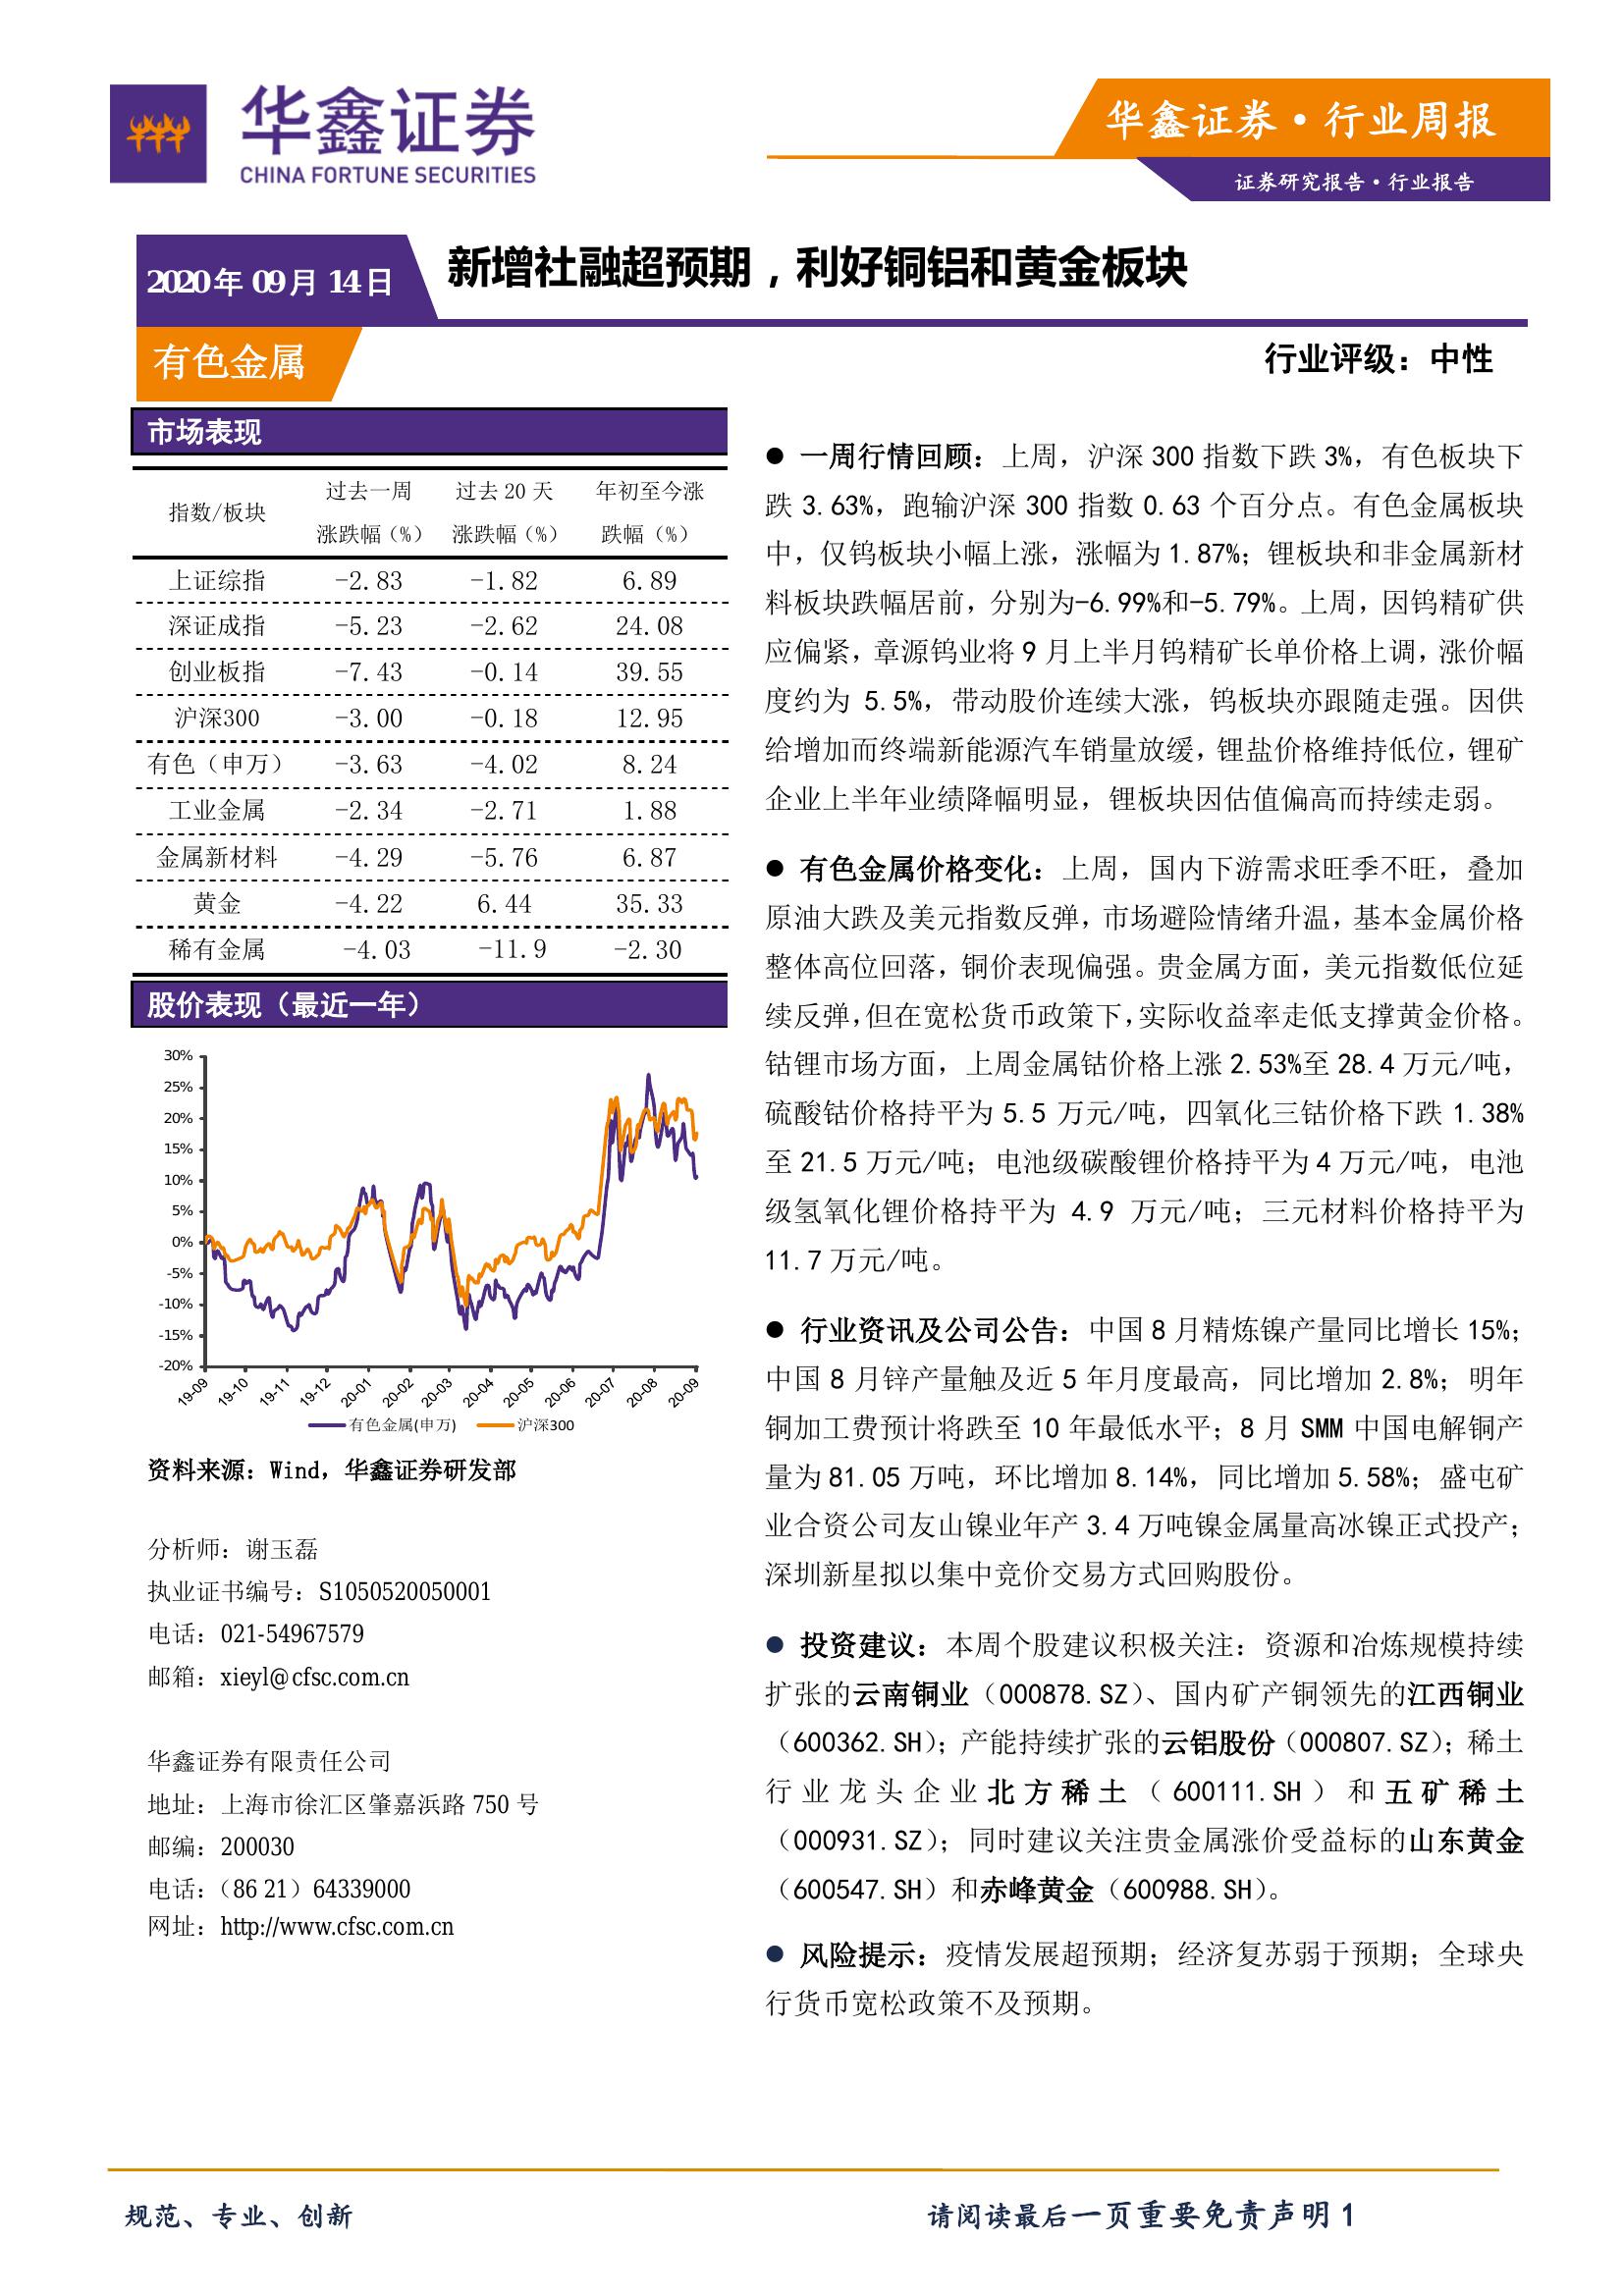 华鑫证券
CHINA FORTUNE SECURITIES
华鑫证券·行业周报
证券研究报告·行业报告
2020年09月14日
新增社融超预期，利好铜铝和黄金板块
有色金属
行业评级：中性
市场表现
指数/板块 过去一周涨跌幅（%） 过去20天涨跌幅（%） 年初至今涨跌幅（%）
上证综指 -2.83 -1.82 6.89
深证成指 -5.23 -2.62 24.08
创业板指 -7.43 -0.14 39.55
沪深300 -3.00 -0.18 12.95
有色（申万） -3.63 -4.02 8.24
工业金属 -2.34 -2.71 1.88
金属新材料 -4.29 -5.76 6.87
黄金 -4.22 6.44 35.33
稀有金属 -4.03 -11.9 -2.30
股价表现（最近一年）
30%
25%
20%
15%
10%
5%
0%
-5%
-10%
-15%
-20%
19-09 19-10 19-11 19-12 20-01 20-02 20-03 20-04 20-05 20-06 20-07 20-08 20-09
有色金属(申万) 沪深300
资料来源：Wind，华鑫证券研发部
分析师：谢玉磊
执业证书编号：S1050520050001
电话：021-54967579
邮箱：xieyl@cfsc.com.cn
华鑫证券有限责任公司
地址：上海市徐汇区肇嘉浜路750号
邮编：200030
电话：（86 21）64339000
网址：http://www.cfsc.com.cn
● 一周行情回顾：上周，沪深300指数下跌3%，有色板块下
跌3.63%，跑输沪深300指数0.63个百分点。有色金属板块
中，仅钨板块小幅上涨，涨幅为1.87%；锂板块和非金属新材
料板块跌幅居前，分别为-6.99%和-5.79%。上周，因钨精矿供
应偏紧，章源钨业将9月上半月钨精矿长单价格上调，涨价幅
度约为 5.5%，带动股价连续大涨，钨板块亦跟随走强。因供
给增加而终端新能源汽车销量放缓，锂盐价格维持低位，锂矿
企业上半年业绩降幅明显，锂板块因估值偏高而持续走弱。
● 有色金属价格变化：上周，国内下游需求旺季不旺，叠加
原油大跌及美元指数反弹，市场避险情绪升温，基本金属价格
整体高位回落，铜价表现偏强。贵金属方面，美元指数低位延
续反弹，但在宽松货币政策下，实际收益率走低支撑黄金价格。
钴锂市场方面，上周金属钴价格上涨2.53%至28.4万元/吨，
硫酸钴价格持平为5.5万元/吨，四氧化三钴价格下跌1.38%
至21.5万元/吨；电池级碳酸锂价格持平为4万元/吨，电池
级氢氧化锂价格持平为 4.9 万元/吨；三元材料价格持平为
11.7万元/吨。
● 行业资讯及公司公告：中国8月精炼镍产量同比增长15%；
中国8月锌产量触及近5年月度最高，同比增加2.8%；明年
铜加工费预计将跌至10年最低水平；8月SMM中国电解铜产
量为81.05万吨，环比增加8.14%，同比增加5.58%；盛屯矿
业合资公司友山镍业年产3.4万吨镍金属量高冰镍正式投产；
深圳新星拟以集中竞价交易方式回购股份。
● 投资建议：本周个股建议积极关注：资源和冶炼规模持续
扩张的云南铜业（000878.SZ）、国内矿产铜领先的江西铜业
（600362.SH）；产能持续扩张的云铝股份（000807.SZ）；稀土
行业龙头企业北方稀土（600111.SH）和五矿稀土
（000931.SZ）；同时建议关注贵金属涨价受益标的山东黄金
（600547.SH）和赤峰黄金（600988.SH）。
● 风险提示：疫情发展超预期；经济复苏弱于预期；全球央
行货币宽松政策不及预期。
规范、专业、创新
请阅读最后一页重要免责声明 1